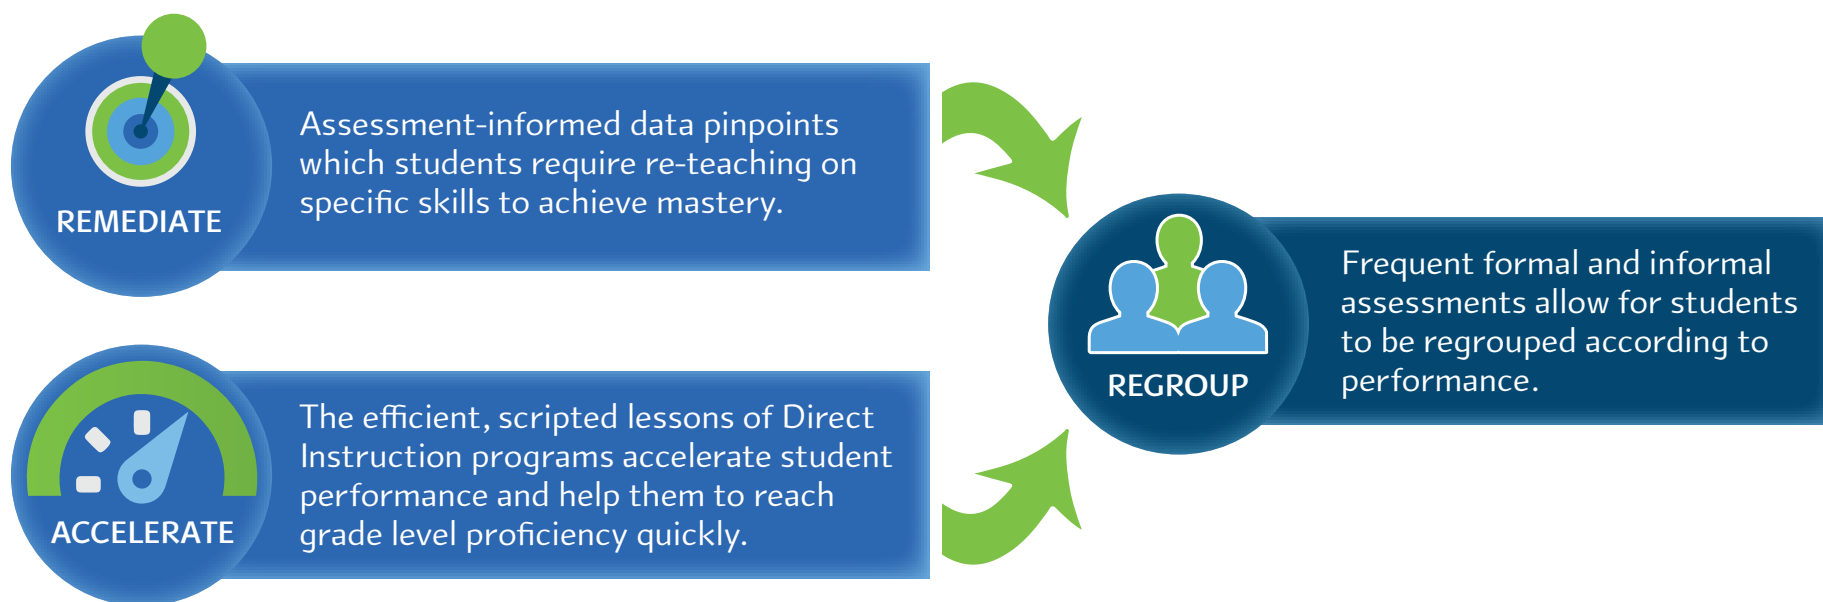 REMEDIATE
Assessment-informed data pinpoints
which students require re-teaching on
specific skills to achieve mastery.
ACCELERATE
The efficient, scripted lessons of Direct
Instruction programs accelerate student
performance and help them to reach
grade level proficiency quickly.
REGROUP
Frequent formal and informal
assessments allow for students
to be regrouped according to
performance.